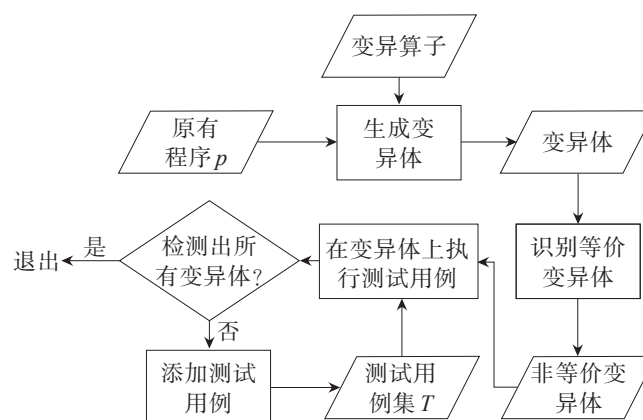 变异算子
原有
程序 p
生成变
异体
变异体
退出
是
检测出所
有变异体?
在变异体上执
行测试用例
识别等价
变异体
否
添加测试
用例
测试用
例集 T
非等价变
异体